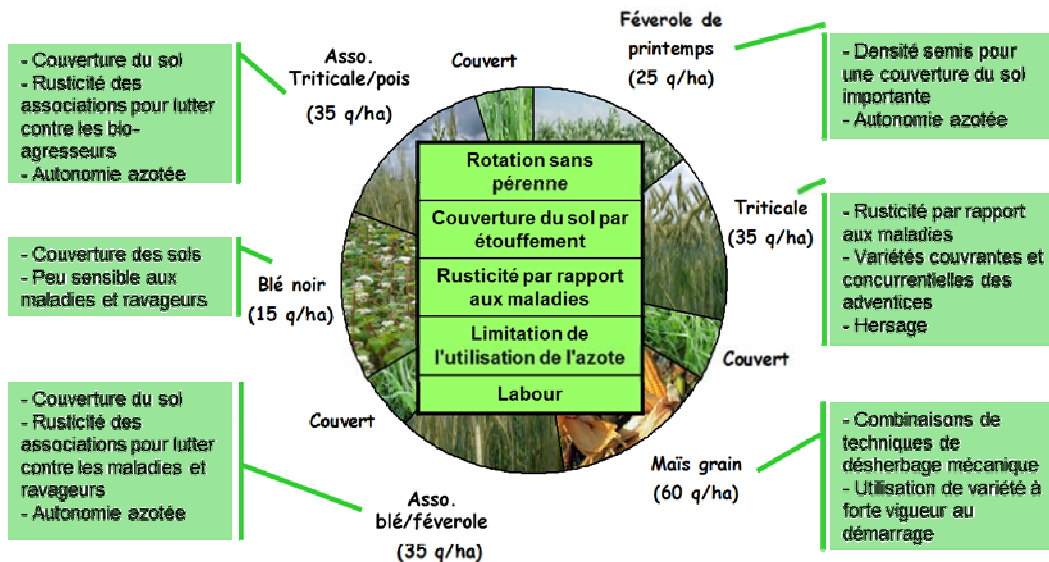 Féverole de
printemps
(25 q/ha)
- Densité semis pour
une couverture du sol
importante
- Autonomie azotée
Triticale
(35 q/ha)
- Rusticité par rapport
aux maladies
- Variétés couvrantes et
concurrentielles des
adventices
- Hersage
Couvert
Maïs grain
(60 q/ha)
- Combinaisons de
techniques de
désherbage mécanique
- Utilisation de variété à
forte vigueur au
démarrage
Asso.
blé/féverole
(35 q/ha)
- Couverture du sol
- Rusticité des
associations pour lutter
contre les maladies et
ravageurs
- Autonomie azotée
Couvert
Blé noir
(15 q/ha)
- Couverture des sols
- Peu sensible aux
maladies et ravageurs
Asso.
Triticale/pois
(35 q/ha)
- Couverture du sol
- Rusticité des
associations pour lutter
contre les bio-
agresseurs
- Autonomie azotée
Couvert
Rotation sans
pérenne
Couverture du sol par
étouffement
Rusticité par rapport
aux maladies
Limitation de
l'utilisation de l'azote
Labour